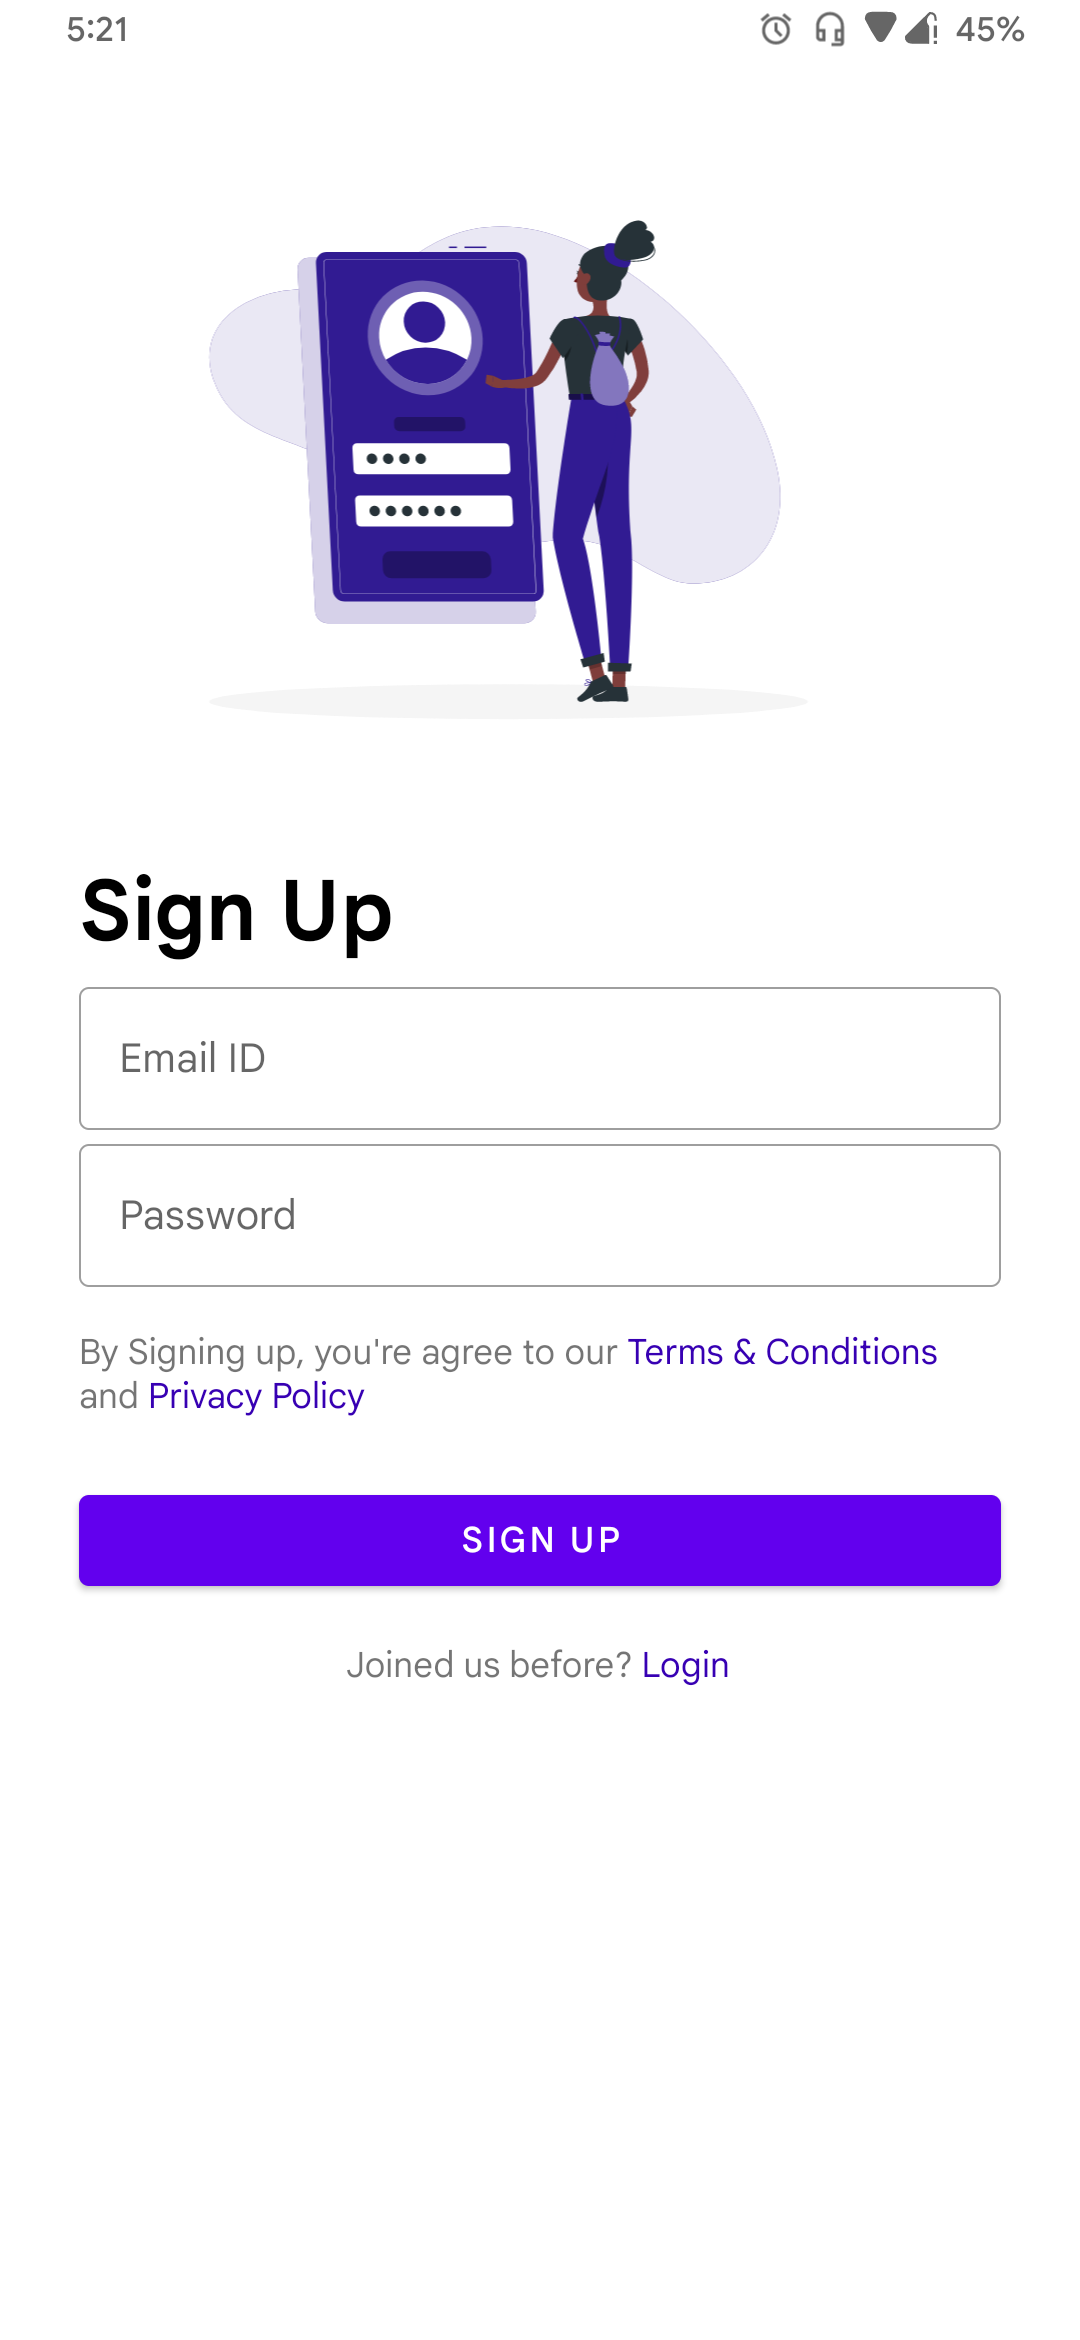 5:21 45%
Sign Up
Email ID
Password
By Signing up, you're agree to our Terms & Conditions
and Privacy Policy
SIGN UP
Joined us before? Login